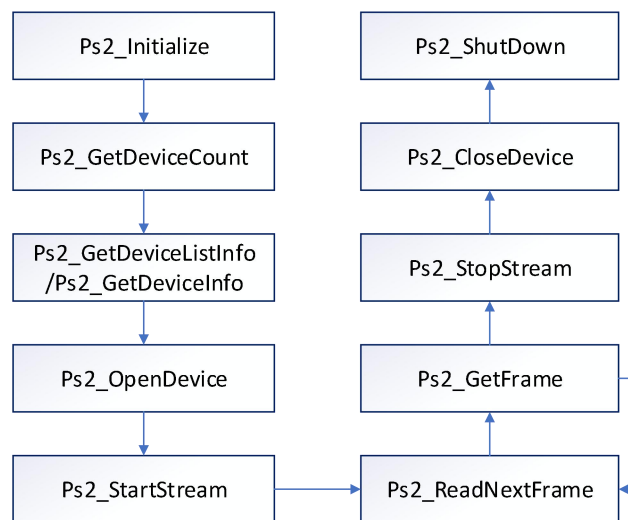 Ps2_Initialize
Ps2_GetDeviceCount
Ps2_GetDeviceListInfo
/Ps2_GetDeviceInfo
Ps2_OpenDevice
Ps2_StartStream
Ps2_ReadNextFrame
Ps2_GetFrame
Ps2_StopStream
Ps2_CloseDevice
Ps2_ShutDown